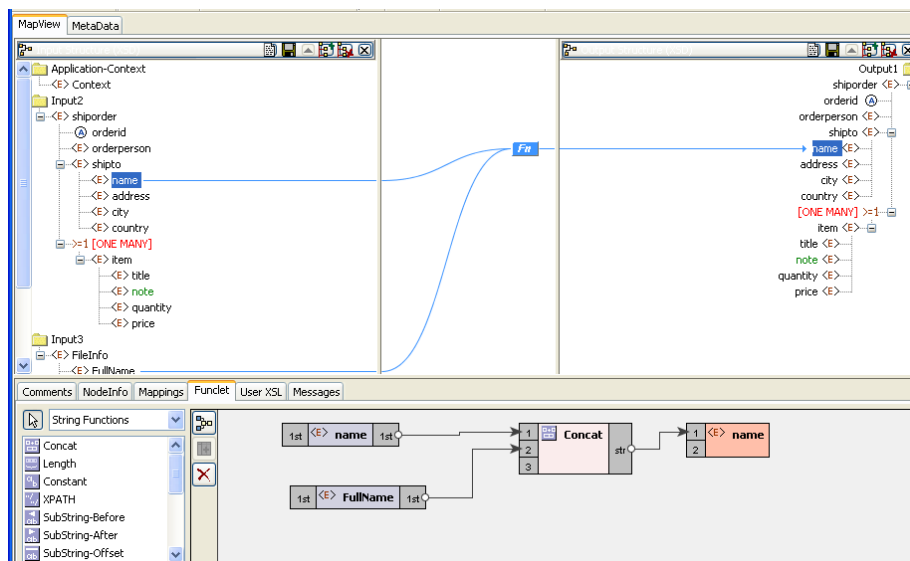 MapView MetaData
Application-Context
<E> Context
Input2
<E> shiporder
A orderid
<E> orderperson
<E> shipto
<E> name
<E> address
<E> city
<E> country
>=1 [ONE MANY]
<E> item
<E> title
<E> note
<E> quantity
<E> price
Input3
<E> FileInfo
<E> FullName
Fn
Output1
shiporder <E>
orderid A
orderperson <E>
shipto <E>
name <E>
address <E>
city <E>
country <E>
[ONE MANY] >=1
item <E>
title <E>
note <E>
quantity <E>
price <E>
Comments NodeInfo Mappings Funclet User XSL Messages
String Functions
Concat
Length
Constant
XPATH
SubString-Before
SubString-After
SubString-Offset
1st <E> name 1st
1st <E> FullName 1st
1 Concat
2 str
3
1 <E> name
2